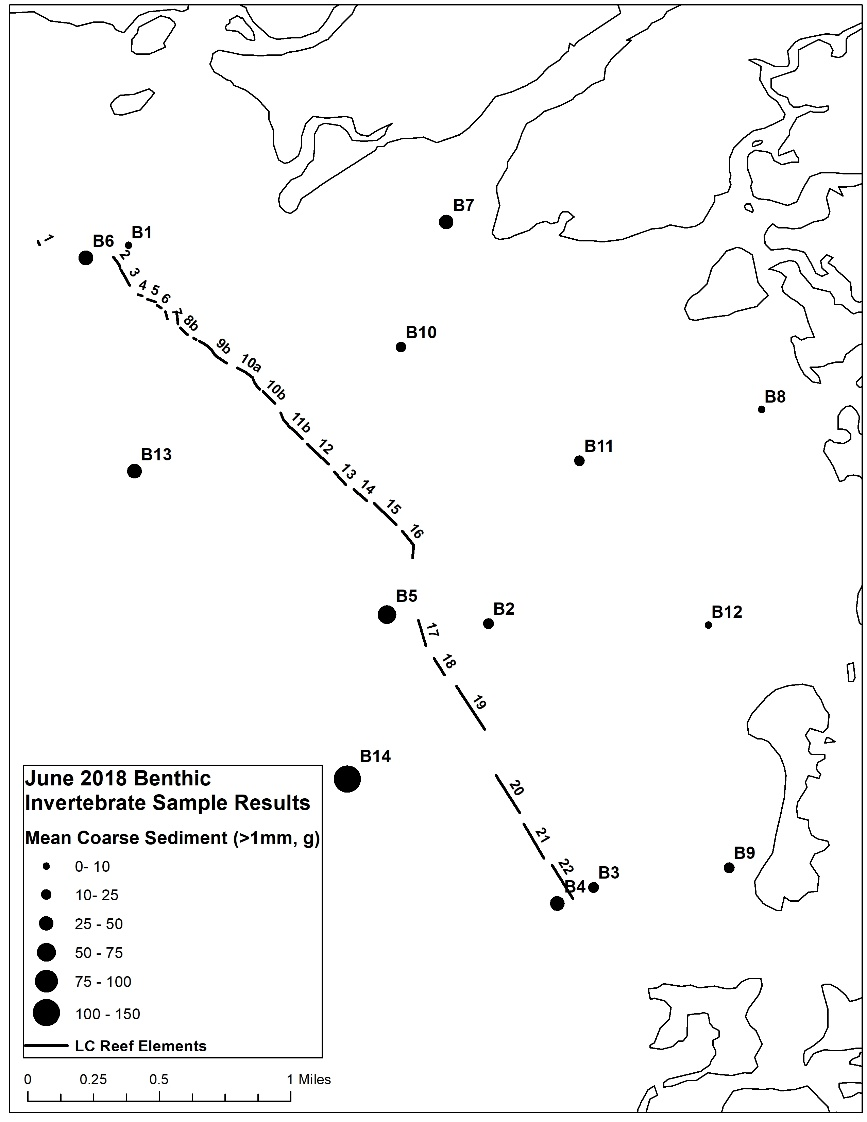 B7
B1
B6
1
2
3
4
5
6
7
8b
B10
9b
10a
10b
B8
11b
12
B11
B13
13
14
15
16
B5
B2
B12
17
18
19
B14
20
21
22
B9
B3
B4
June 2018 Benthic
Invertebrate Sample Results
Mean Coarse Sediment (>1mm, g)
0- 10
10- 25
25 - 50
50 - 75
75 - 100
100 - 150
LC Reef Elements
0 0.25 0.5 1 Miles